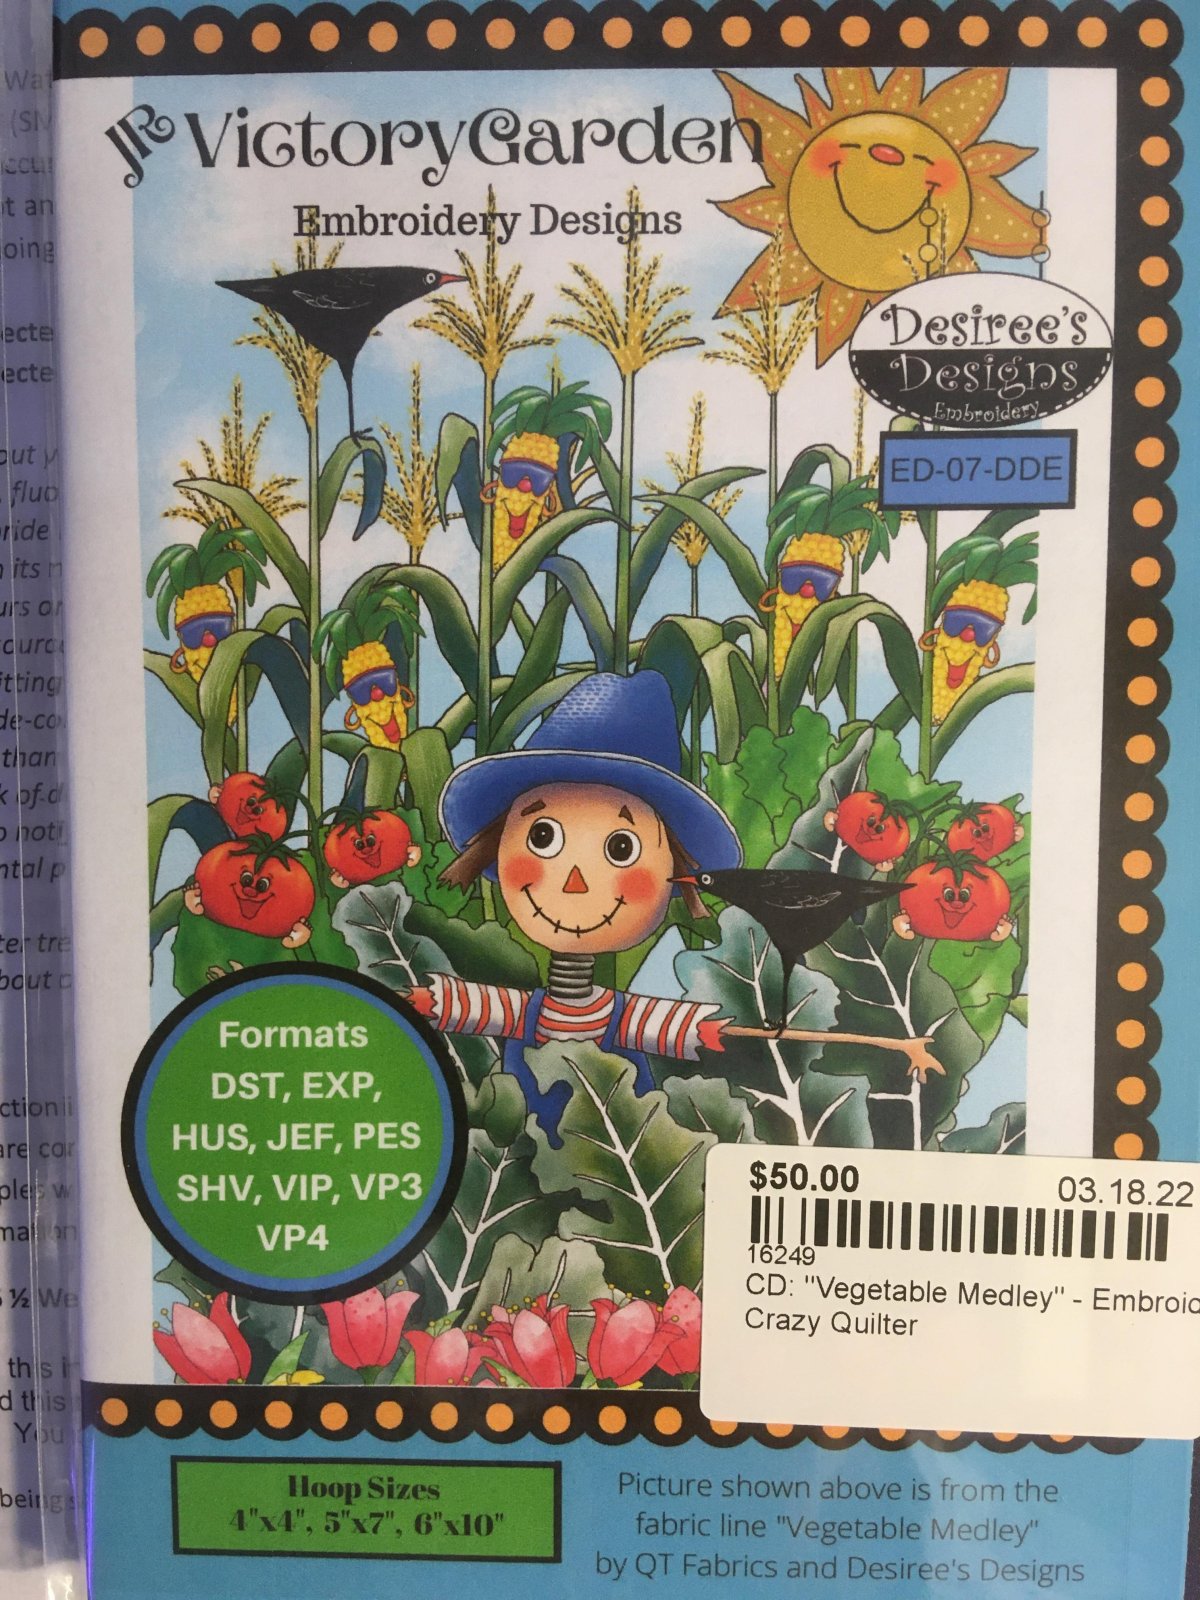 JR VictoryGarden
Embroidery Designs
Desiree's
Designs
Embroidery
ED-07-DDE
Formats
DST, EXP,
HUS, JEF, PES
SHV, VIP, VP3
VP4
$50.00 03.18.22
16249
CD: "Vegetable Medley" - Embroid
Crazy Quilter
Hoop Sizes
4"x4", 5"x7", 6"x10"
Picture shown above is from the
fabric line "Vegetable Medley"
by QT Fabrics and Desiree's Designs